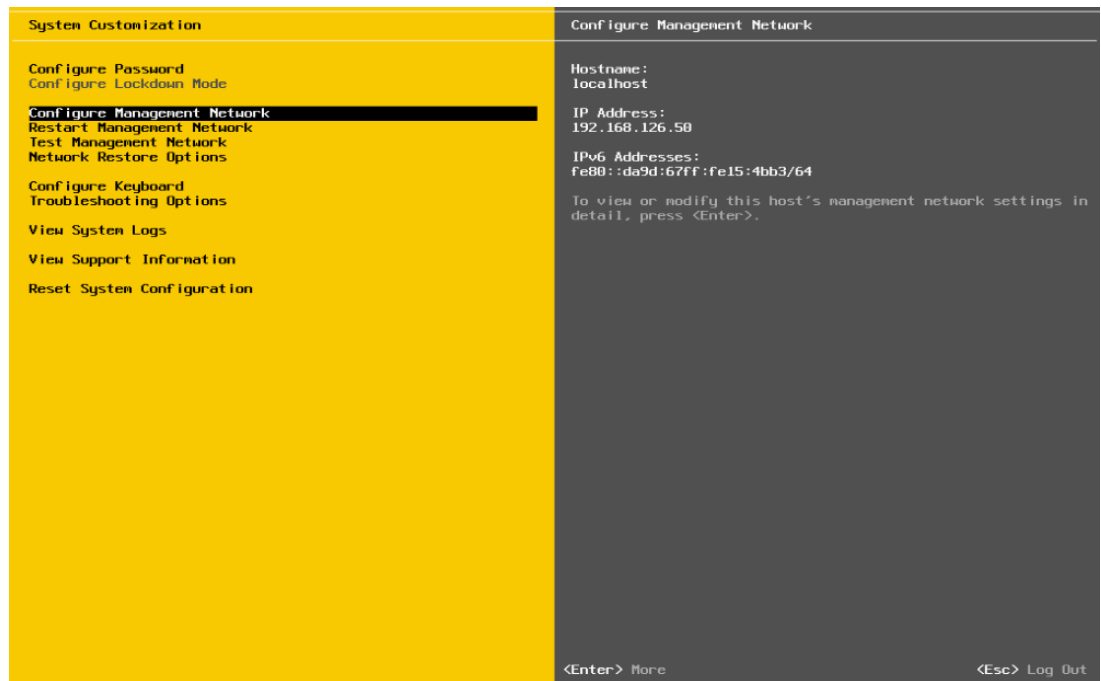 System Customization
Configure Password
Configure Lockdown Mode
Configure Management Network
Restart Management Network
Test Management Network
Network Restore Options
Configure Keyboard
Troubleshooting Options
View System Logs
View Support Information
Reset System Configuration
Configure Management Network
Hostname:
localhost
IP Address:
192.168.126.50
IPv6 Addresses:
fe80::da9d:67ff:fe15:4bb3/64
To view or modify this host's management network settings in
detail, press <Enter>.
<Enter> More
<Esc> Log Out